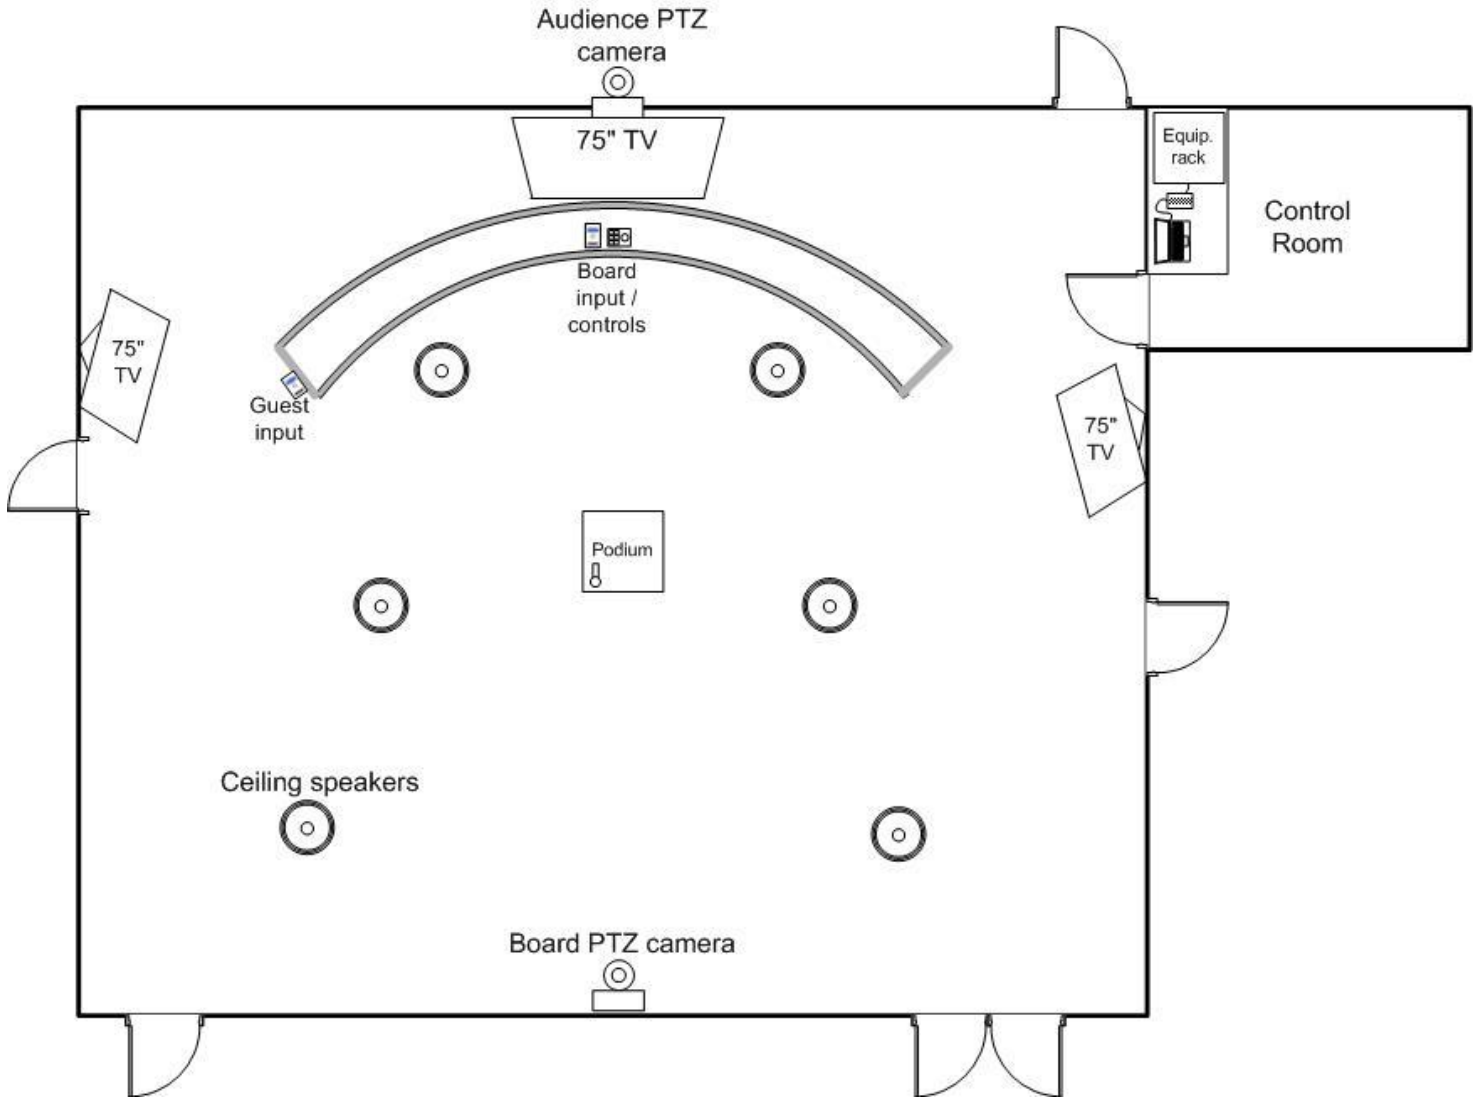 Audience PTZ
camera
75" TV
Equip.
rack
Control
Room
Board
input /
controls
75"
TV
Guest
input
75"
TV
Podium
Ceiling speakers
Board PTZ camera